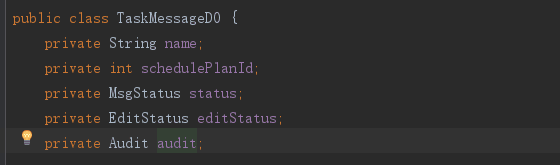 public class TaskMessageDO {
private String name;
private int schedulePlanId;
private MsgStatus status;
private EditStatus editStatus;
private Audit audit;